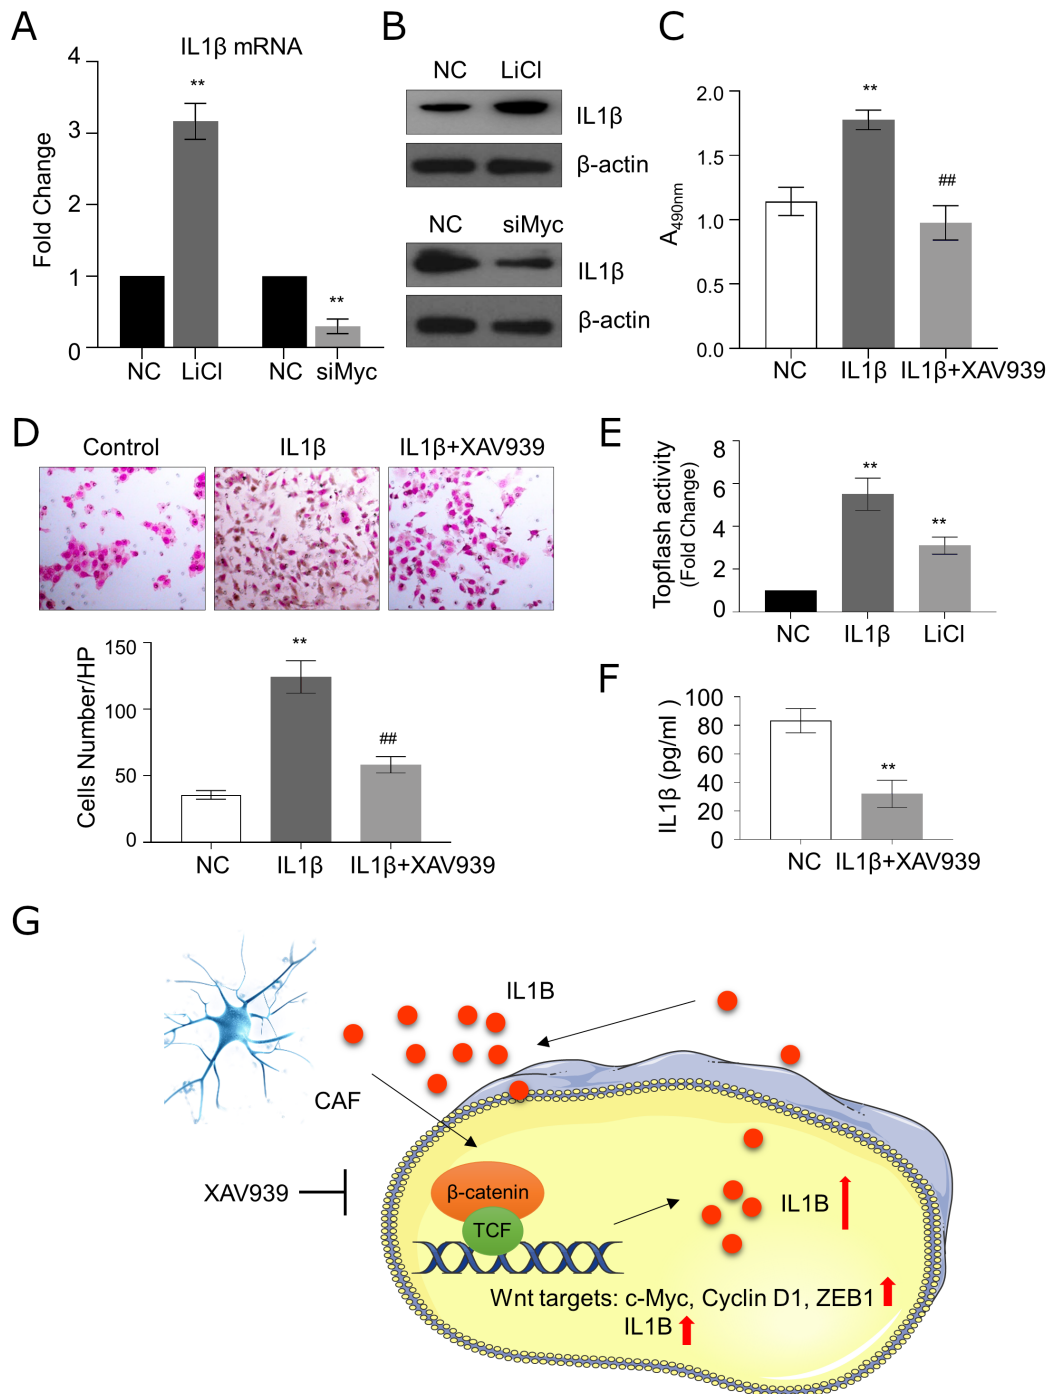 A
IL1β mRNA
Fold Change
4
3
2
1
0
**
**
NC LiCl NC siMyc
B
NC LiCl
IL1β
β-actin
NC siMyc
IL1β
β-actin
C
A490nm
2.0
1.5
1.0
0.5
0.0
**
##
NC IL1β IL1β+XAV939
D
Control IL1β IL1β+XAV939
Cells Number/HP
150
100
50
0
**
##
NC IL1β IL1β+XAV939
E
Topflash activity
(Fold Change)
8
6
4
2
0
**
**
NC IL1β LiCl
F
IL1β (pg/ml )
100
80
60
40
20
0
**
NC IL1β+XAV939
G
IL1B
CAF
XAV939
β-catenin
TCF
IL1B
Wnt targets: c-Myc, Cyclin D1, ZEB1
IL1B